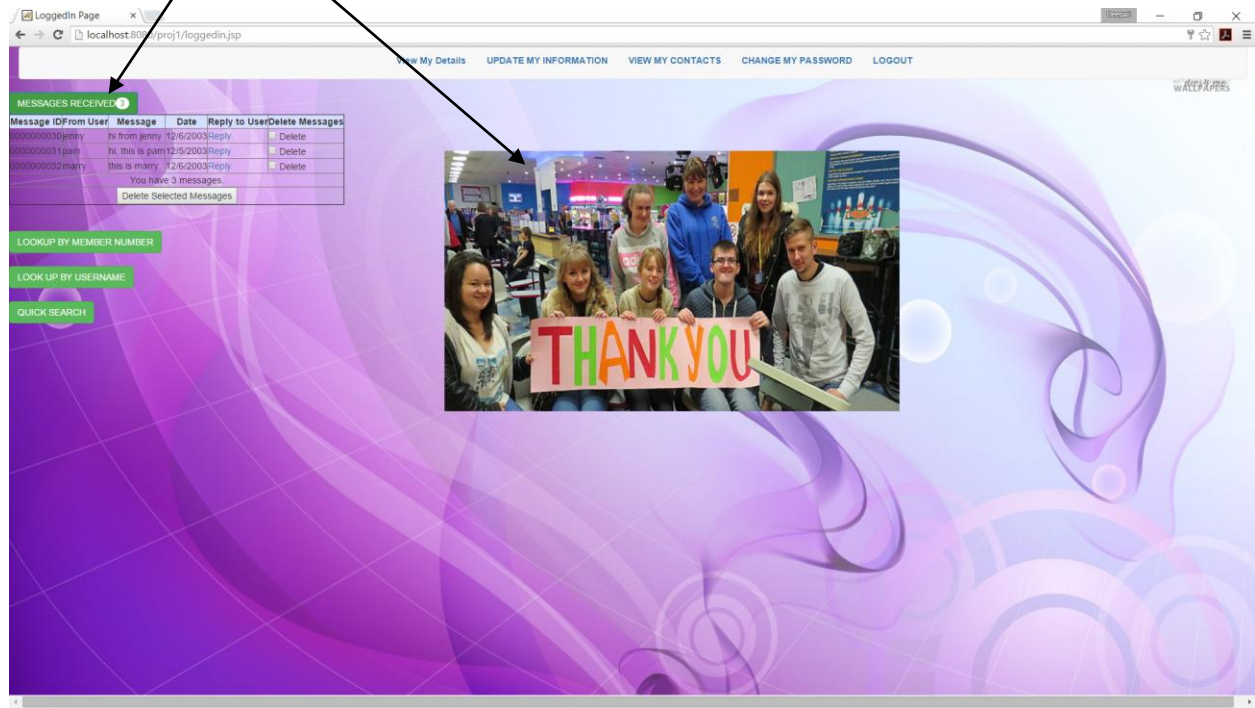 LoggedIn Page
Deepali
localhost:8080/proj1/loggedin.jsp
View My Details UPDATE MY INFORMATION VIEW MY CONTACTS CHANGE MY PASSWORD LOGOUT
WALLPAPERS
MESSAGES RECEIVED 3
Message ID From User Message Date Reply to User Delete Messages
0000000030 jenny hi from jenny 12/6/2003 Reply Delete
0000000031 pam hi, this is pam 12/5/2003 Reply Delete
0000000032 marry this is marry 12/6/2003 Reply Delete
You have 3 messages
Delete Selected Messages
LOOKUP BY MEMBER NUMBER
LOOK UP BY USERNAME
QUICK SEARCH
THANK YOU